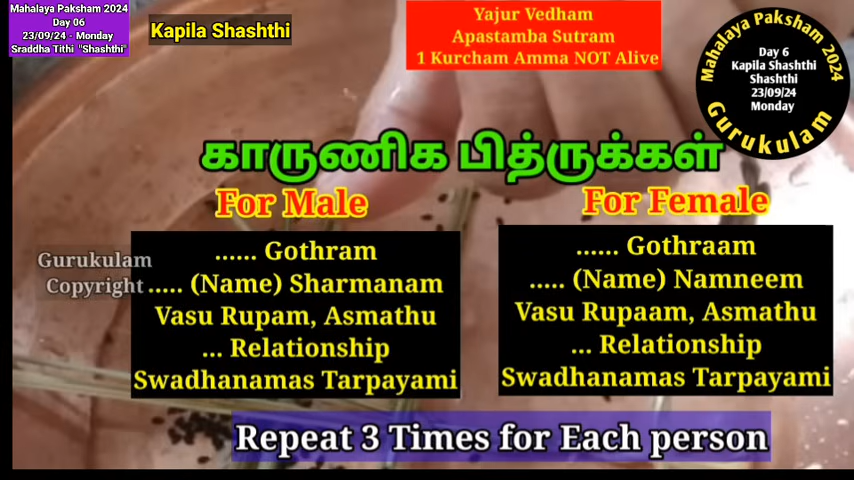 Mahalaya Paksham 2024
Day 06
23/09/24 - Monday
Sraddha Tithi "Shashthi"
Kapila Shashthi
Yajur Vedham
Apastamba Sutram
1 Kurcham Amma NOT Alive
Mahalaya Paksham 2024
Day 6
Kapila Shashthi
Shashthi
23/09/24
Monday
Gurukulam
காருணிக பித்ருக்கள்
For Male
...... Gothram
..... (Name) Sharmanam
Vasu Rupam, Asmathu
... Relationship
Swadhanamas Tarpayami
For Female
...... Gothraam
..... (Name) Namneem
Vasu Rupaam, Asmathu
... Relationship
Swadhanamas Tarpayami
Gurukulam
Copyright
Repeat 3 Times for Each person